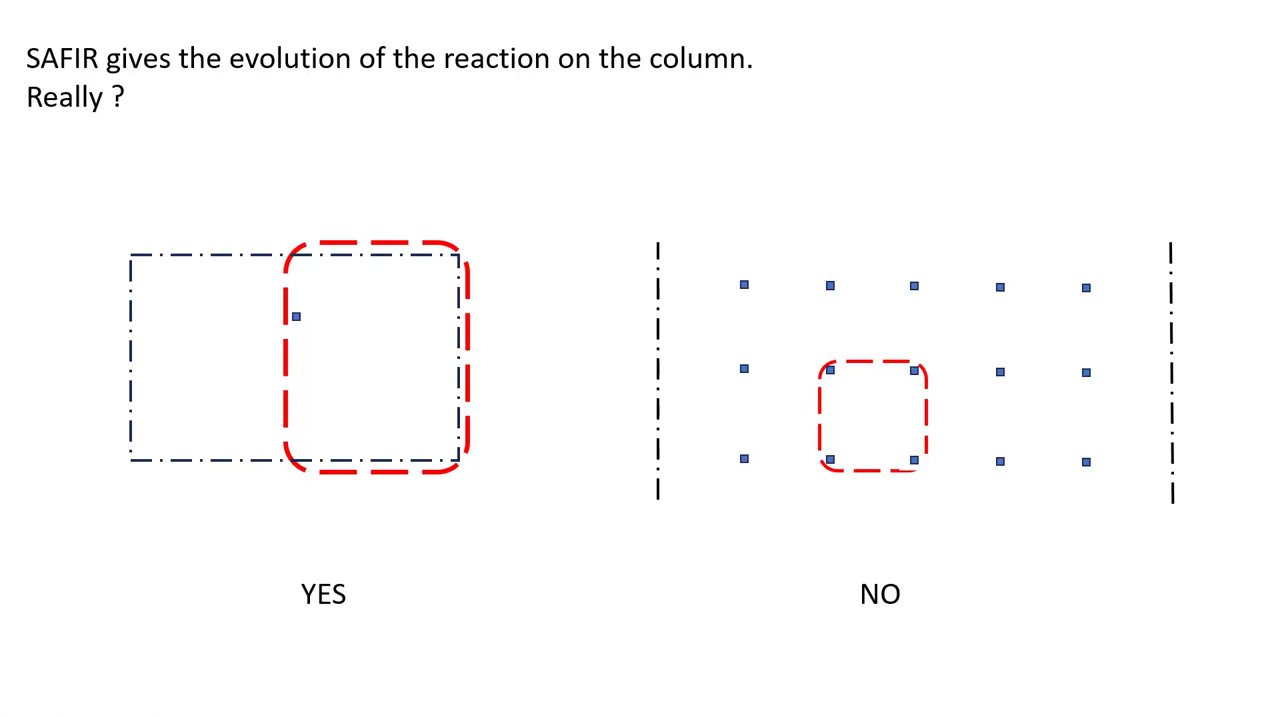 SAFIR gives the evolution of the reaction on the column.
Really ?
YES
NO